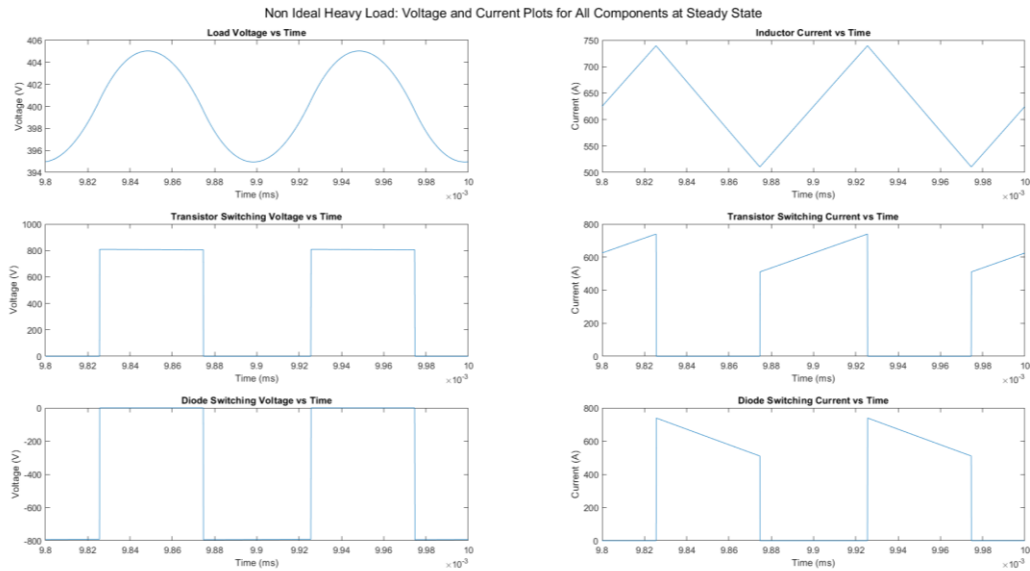 Non Ideal Heavy Load: Voltage and Current Plots for All Components at Steady State
Load Voltage vs Time
406
404
402
400
398
396
394
Voltage (V)
9.8 9.82 9.84 9.86 9.88 9.9 9.92 9.94 9.96 9.98 10
Time (ms)
×10-3
Inductor Current vs Time
750
700
650
600
550
500
Current (A)
9.8 9.82 9.84 9.86 9.88 9.9 9.92 9.94 9.96 9.98 10
Time (ms)
×10-3
Transistor Switching Voltage vs Time
1000
800
600
400
200
0
Voltage (V)
9.8 9.82 9.84 9.86 9.88 9.9 9.92 9.94 9.96 9.98 10
Time (ms)
×10-3
Transistor Switching Current vs Time
800
600
400
200
0
Current (A)
9.8 9.82 9.84 9.86 9.88 9.9 9.92 9.94 9.96 9.98 10
Time (ms)
×10-3
Diode Switching Voltage vs Time
0
-200
-400
-600
-800
Voltage (V)
9.8 9.82 9.84 9.86 9.88 9.9 9.92 9.94 9.96 9.98 10
Time (ms)
×10-3
Diode Switching Current vs Time
800
600
400
200
0
Current (A)
9.8 9.82 9.84 9.86 9.88 9.9 9.92 9.94 9.96 9.98 10
Time (ms)
×10-3